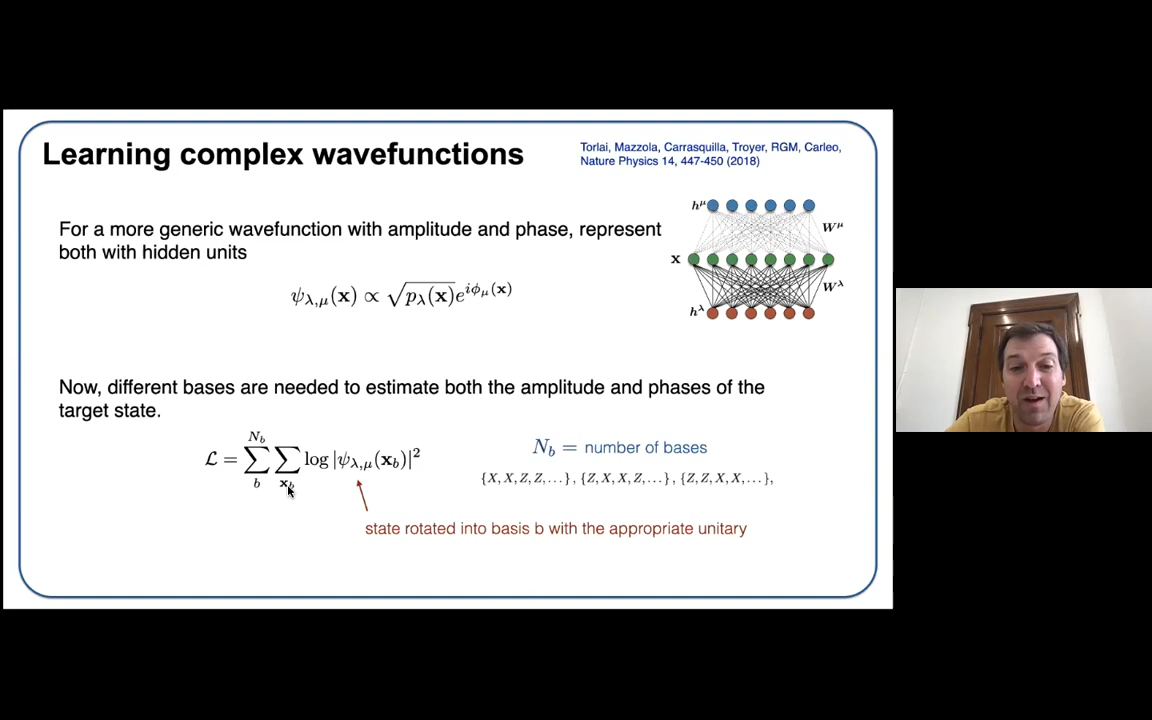 Learning complex wavefunctions
Torlai, Mazzola, Carrasquilla, Troyer, RGM, Carleo,
Nature Physics 14, 447-450 (2018)
For a more generic wavefunction with amplitude and phase, represent
both with hidden units
ψ_{λ,μ}(x) ∝ √p_λ(x) e^{iφ_μ(x)}
h^μ
W^μ
x
W^λ
h^λ
Now, different bases are needed to estimate both the amplitude and phases of the
target state.
ℒ = ∑_b^{N_b} ∑_{x_b} log |ψ_{λ,μ}(x_b)|²
N_b = number of bases
{X, X, Z, Z, . . .} , {Z, X, X, Z, . . .} , {Z, Z, X, X, . . .},
state rotated into basis b with the appropriate unitary